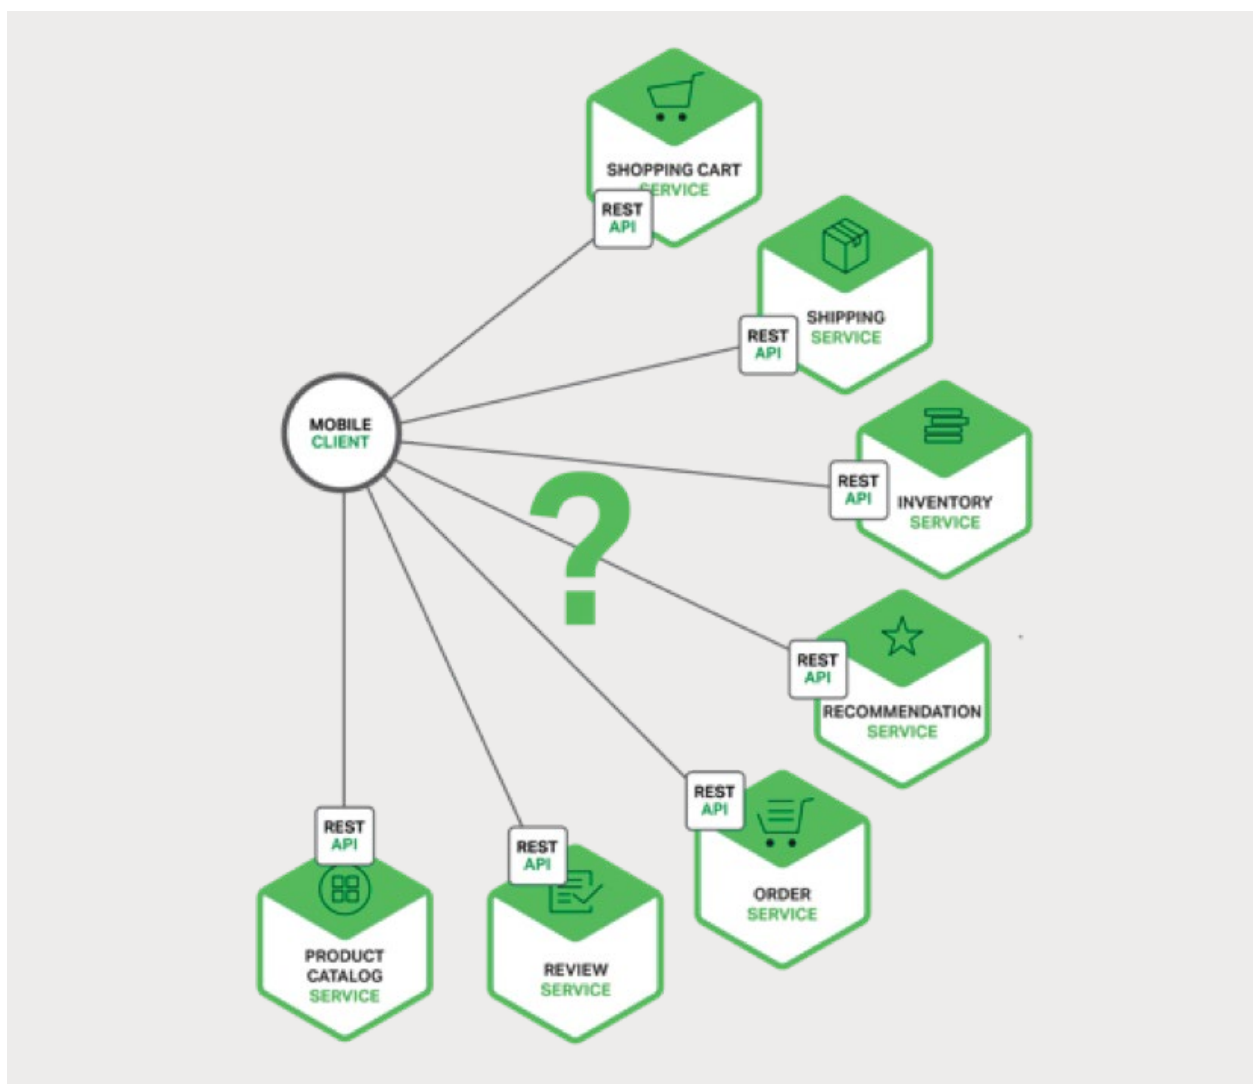 SHOPPING CART
SERVICE
REST
API
SHIPPING
SERVICE
REST
API
MOBILE
CLIENT
INVENTORY
SERVICE
REST
API
?
RECOMMENDATION
SERVICE
REST
API
ORDER
SERVICE
REST
API
REVIEW
SERVICE
REST
API
PRODUCT
CATALOG
SERVICE
REST
API